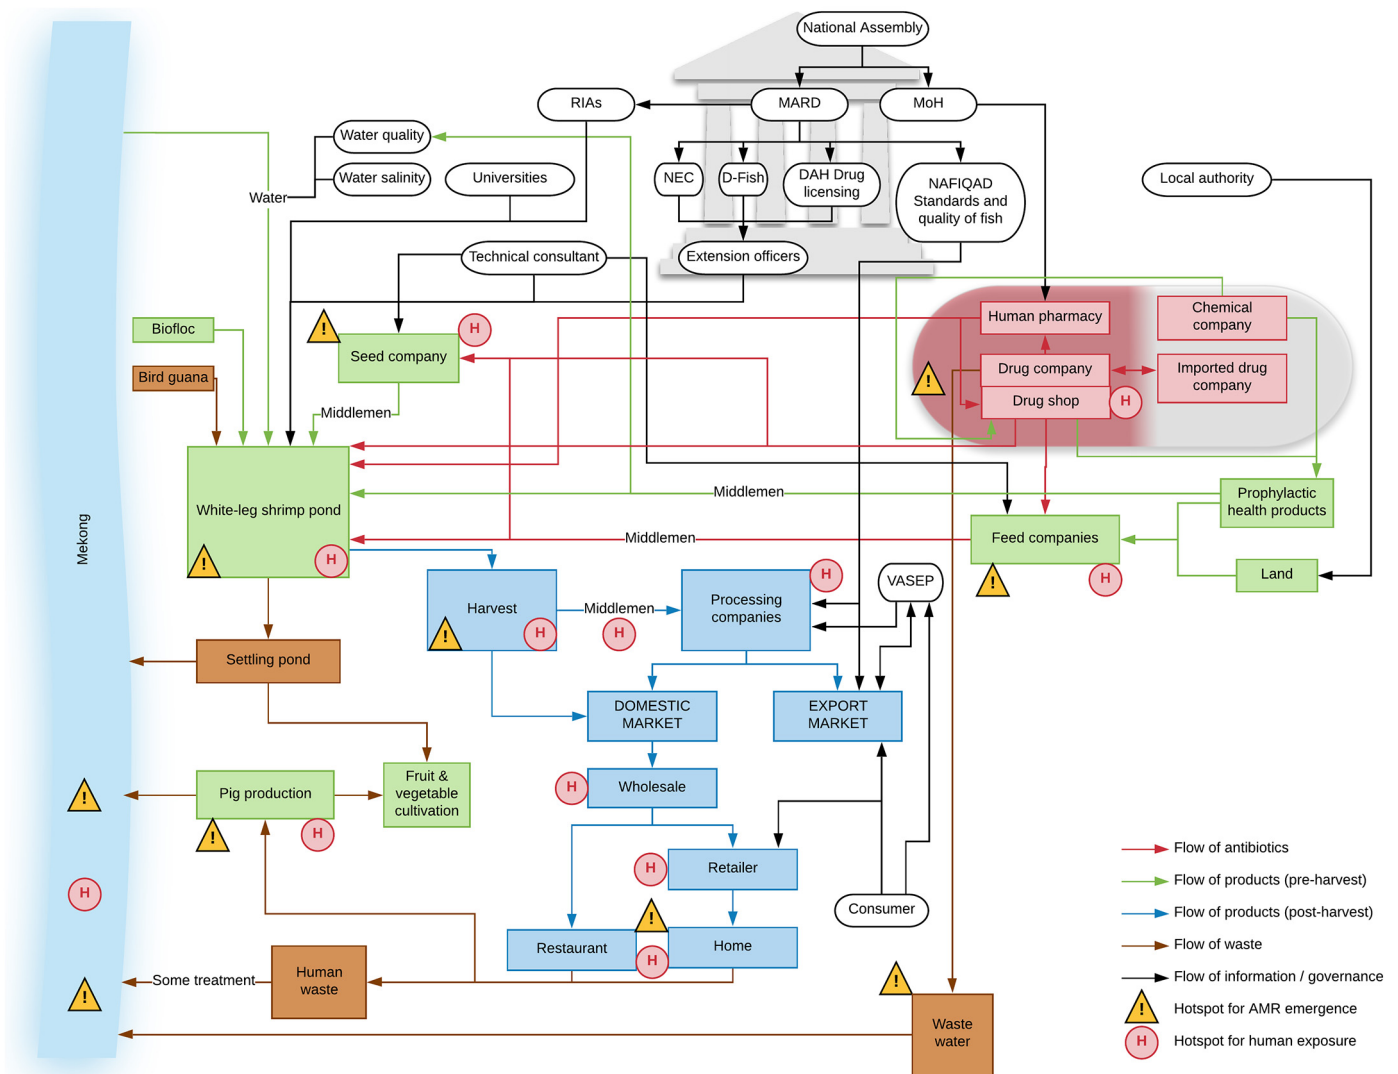 National Assembly
RIAs
MARD
MoH
Water quality
Water salinity
Universities
NEC
D-Fish
DAH Drug
licensing
NAFIQAD
Standards and
quality of fish
Local authority
Water
Technical consultant
Extension officers
Biofloc
Bird guana
!
H
Seed company
Middlemen
Human pharmacy
Chemical
company
!
Drug company
Imported drug
company
Drug shop
H
Mekong
White-leg shrimp pond
!
H
Middlemen
Prophylactic
health products
Middlemen
Feed companies
!
H
Land
Harvest
!
H
Middlemen
H
Processing
companies
H
VASEP
Settling pond
DOMESTIC
MARKET
EXPORT
MARKET
!
Pig production
!
H
Fruit &
vegetable
cultivation
H
Wholesale
H
Retailer
H
Consumer
!
Restaurant
H
Home
!
Some treatment
Human
waste
!
Waste
water
Flow of antibiotics
Flow of products (pre-harvest)
Flow of products (post-harvest)
Flow of waste
Flow of information / governance
! Hotspot for AMR emergence
H Hotspot for human exposure